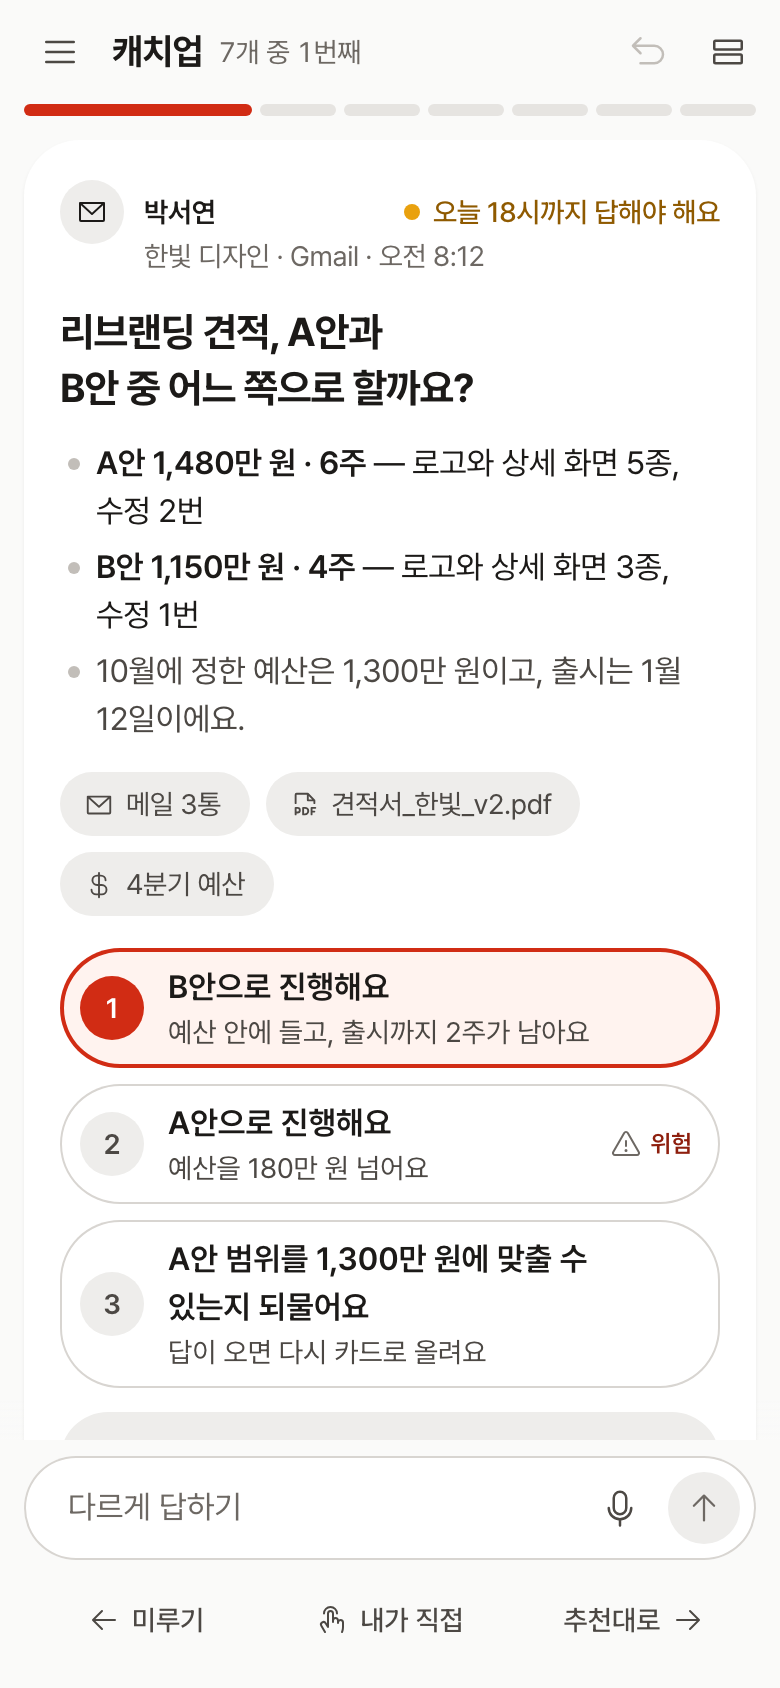 캐치업 7개 중 1번째
박서연
오늘 18시까지 답해야 해요
한빛 디자인 · Gmail · 오전 8:12
리브랜딩 견적, A안과
B안 중 어느 쪽으로 할까요?
A안 1,480만 원 · 6주 — 로고와 상세 화면 5종,
수정 2번
B안 1,150만 원 · 4주 — 로고와 상세 화면 3종,
수정 1번
10월에 정한 예산은 1,300만 원이고, 출시는 1월
12일이에요.
메일 3통
PDF 견적서_한빛_v2.pdf
$ 4분기 예산
1 B안으로 진행해요
예산 안에 들고, 출시까지 2주가 남아요
2 A안으로 진행해요
예산을 180만 원 넘어요
위험
3 A안 범위를 1,300만 원에 맞출 수
있는지 되물어요
답이 오면 다시 카드로 올려요
다르게 답하기
미루기
내가 직접
추천대로